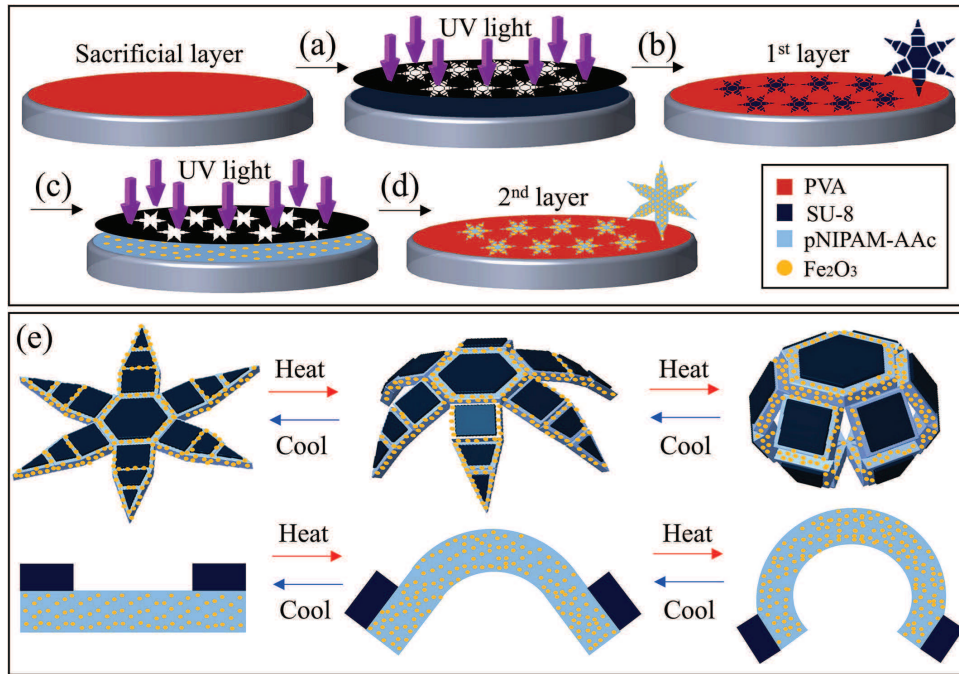 Sacrificial layer
(a)
UV light
(b)
1st layer
(c)
UV light
(d)
2nd layer
PVA
SU-8
pNIPAM-AAc
Fe2O3
(e)
Heat
Cool
Heat
Cool
Heat
Cool
Heat
Cool